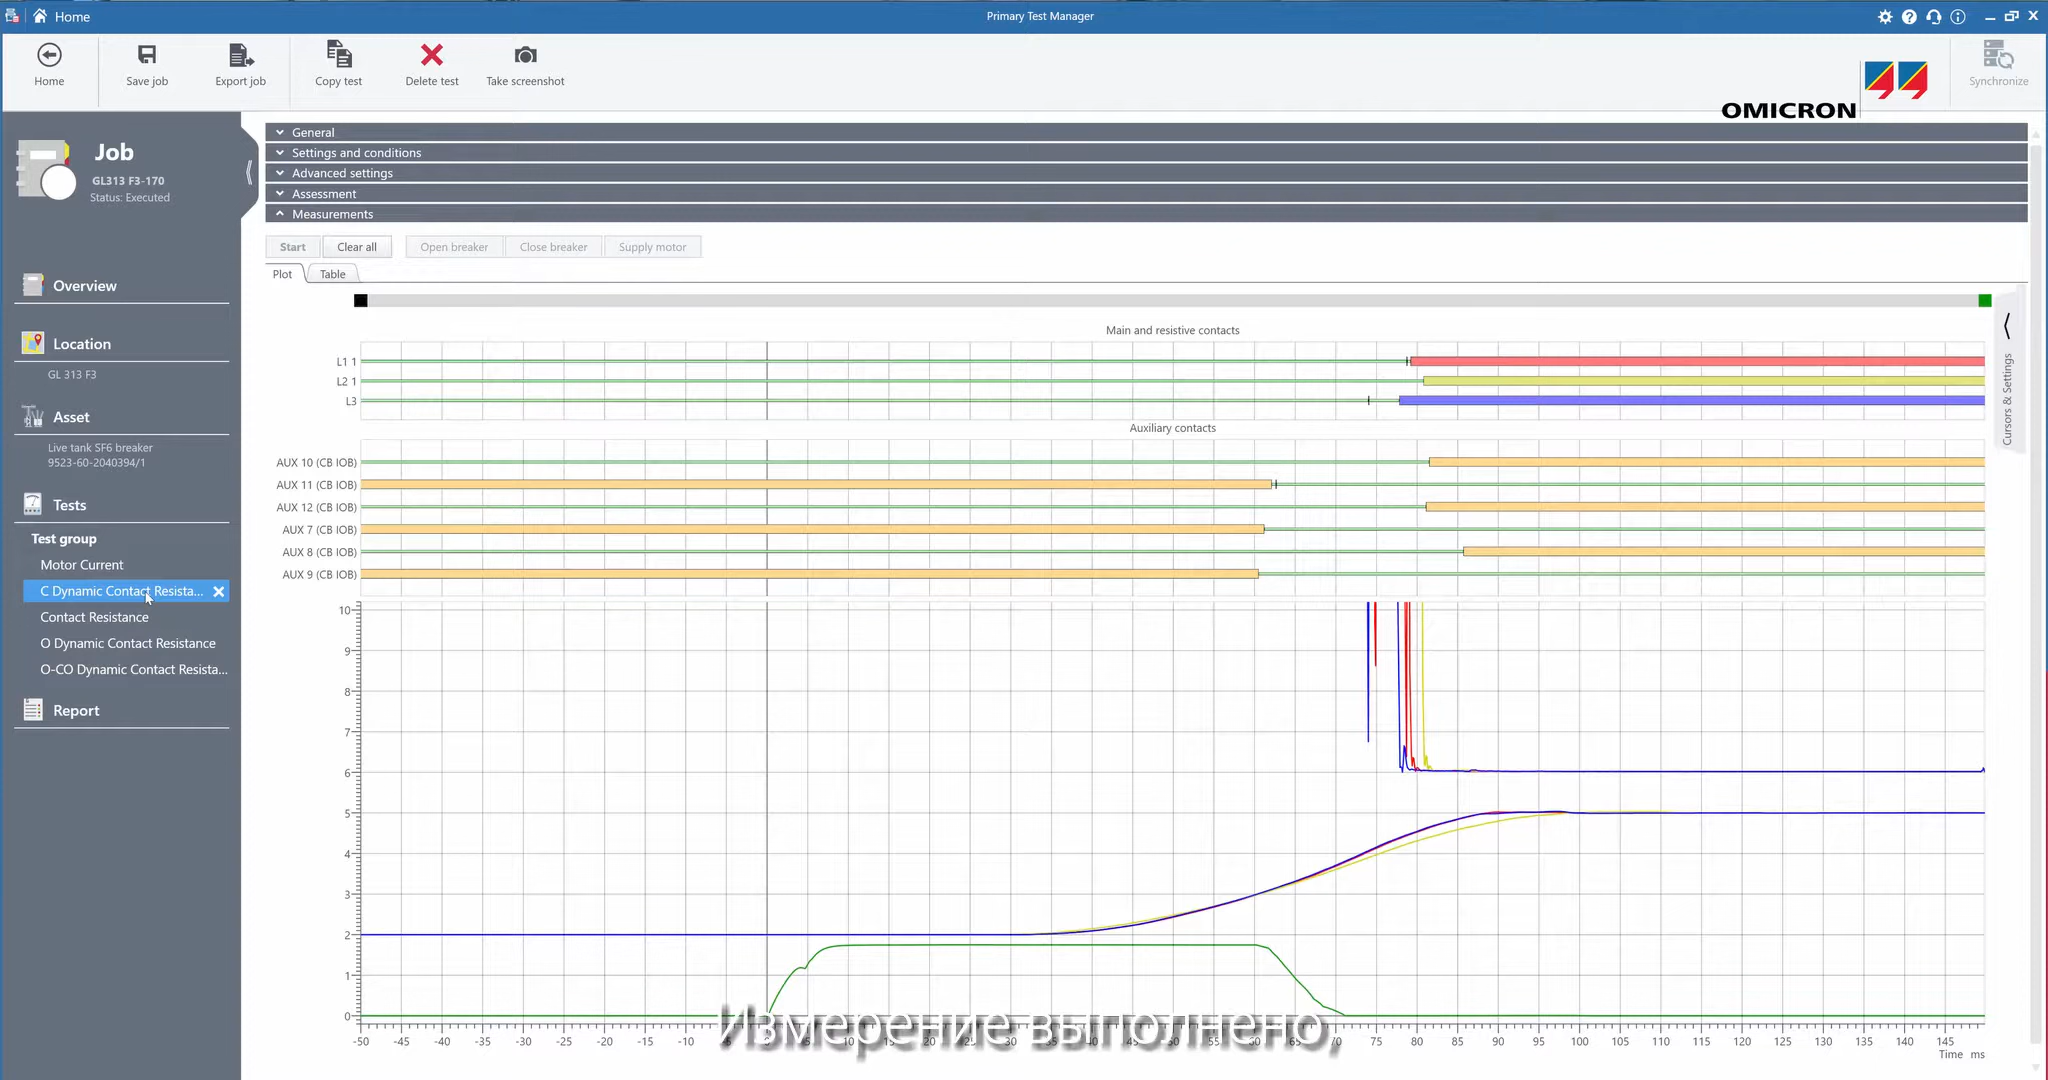 Home
Primary Test Manager
Home
Save job
Export job
Copy test
Delete test
Take screenshot
OMICRON
Synchronize
Job
GL313 F3-170
Status: Executed
Overview
Location
GL 313 F3
Asset
Live tank SF6 breaker
9523-60-2040394/1
Tests
Test group
Motor Current
C Dynamic Contact Resista...
Contact Resistance
O Dynamic Contact Resistance
O-CO Dynamic Contact Resista...
Report
General
Settings and conditions
Advanced settings
Assessment
Measurements
Start Clear all Open breaker Close breaker Supply motor
Plot Table
Main and resistive contacts
L1 1
L2 1
L3
Auxiliary contacts
AUX 10 (CB IOB)
AUX 11 (CB IOB)
AUX 12 (CB IOB)
AUX 7 (CB IOB)
AUX 8 (CB IOB)
AUX 9 (CB IOB)
Cursors & Settings
10
9
8
7
6
5
4
3
2
1
0
-50 -45 -40 -35 -30 -25 -20 -15 -10 75 80 85 90 95 100 105 110 115 120 125 130 135 140 145
Time ms
Измерение выполнено,